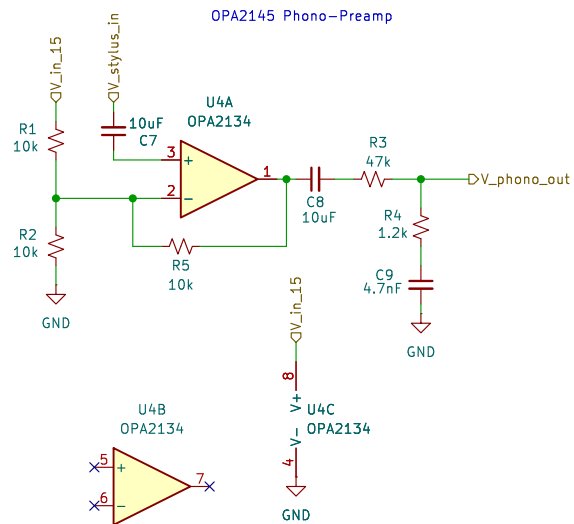 OPA2145 Phono-Preamp
V_in_15
V_stylus_in
R1
10k
10uF
C7
U4A
OPA2134
3
+
2
−
1
C8
10uF
R3
47k
V_phono_out
R4
1.2k
C9
4.7nF
GND
R2
10k
GND
R5
10k
V_in_15
8
V+
U4C
OPA2134
V-
4
GND
U4B
OPA2134
5
+
6
−
7